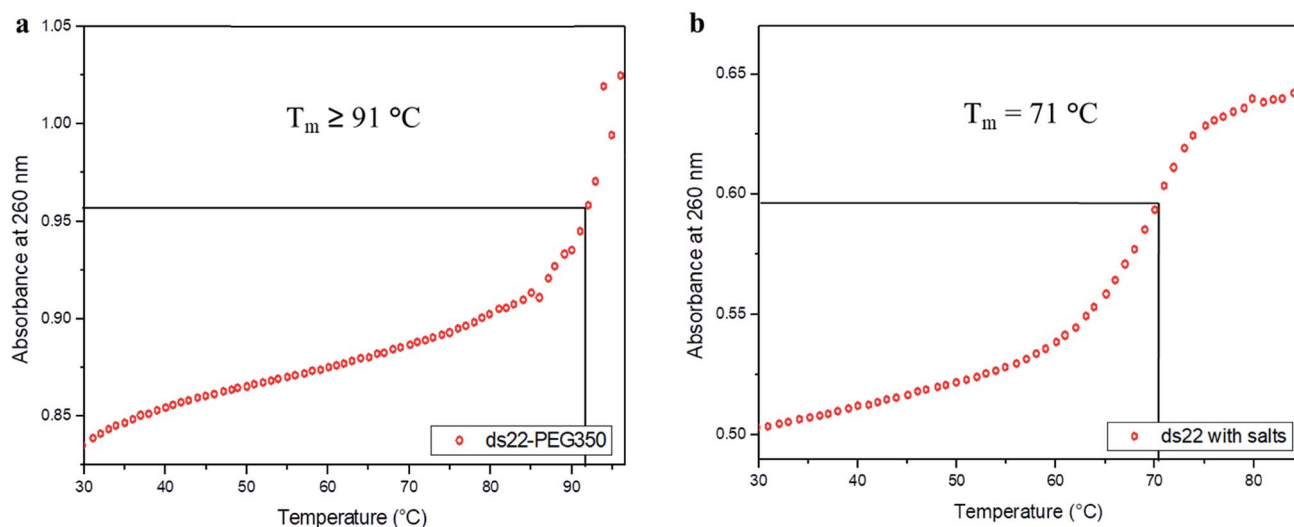 a
1.05
1.00
0.95
0.90
0.85
Absorbance at 260 nm
Tm ≥ 91 °C
ds22-PEG350
30 40 50 60 70 80 90
Temperature (°C)
b
0.65
0.60
0.55
0.50
Absorbance at 260 nm
Tm = 71 °C
ds22 with salts
30 40 50 60 70 80
Temperature (°C)